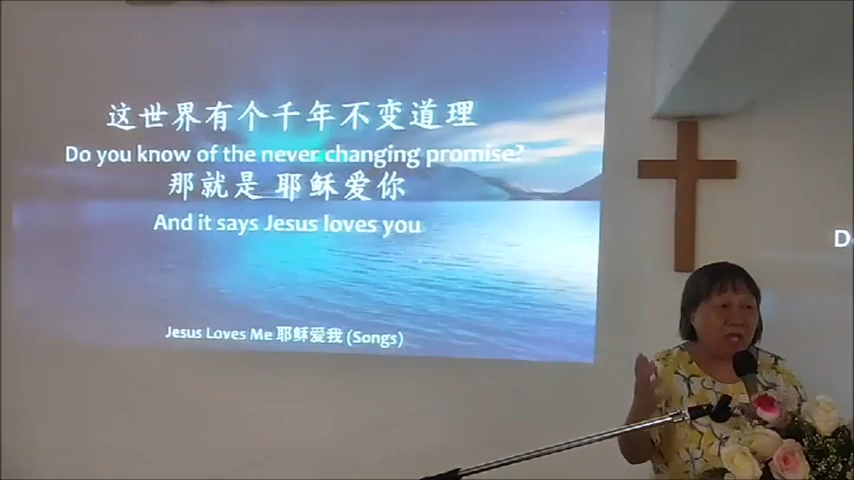 这世界有个千年不变道理
Do you know of the never changing promise?
那就是 耶稣爱你
And it says Jesus loves you
Jesus Loves Me 耶稣爱我 (Songs)